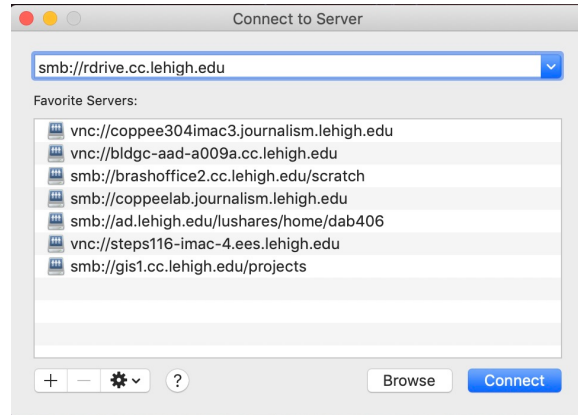 Connect to Server
smb://rdrive.cc.lehigh.edu
Favorite Servers:
vnc://coppee304imac3.journalism.lehigh.edu
vnc://bldgc-aad-a009a.cc.lehigh.edu
smb://brashoffice2.cc.lehigh.edu/scratch
smb://coppeelab.journalism.lehigh.edu
smb://ad.lehigh.edu/lushares/home/dab406
vnc://steps116-imac-4.ees.lehigh.edu
smb://gis1.cc.lehigh.edu/projects
+ − ? Browse Connect